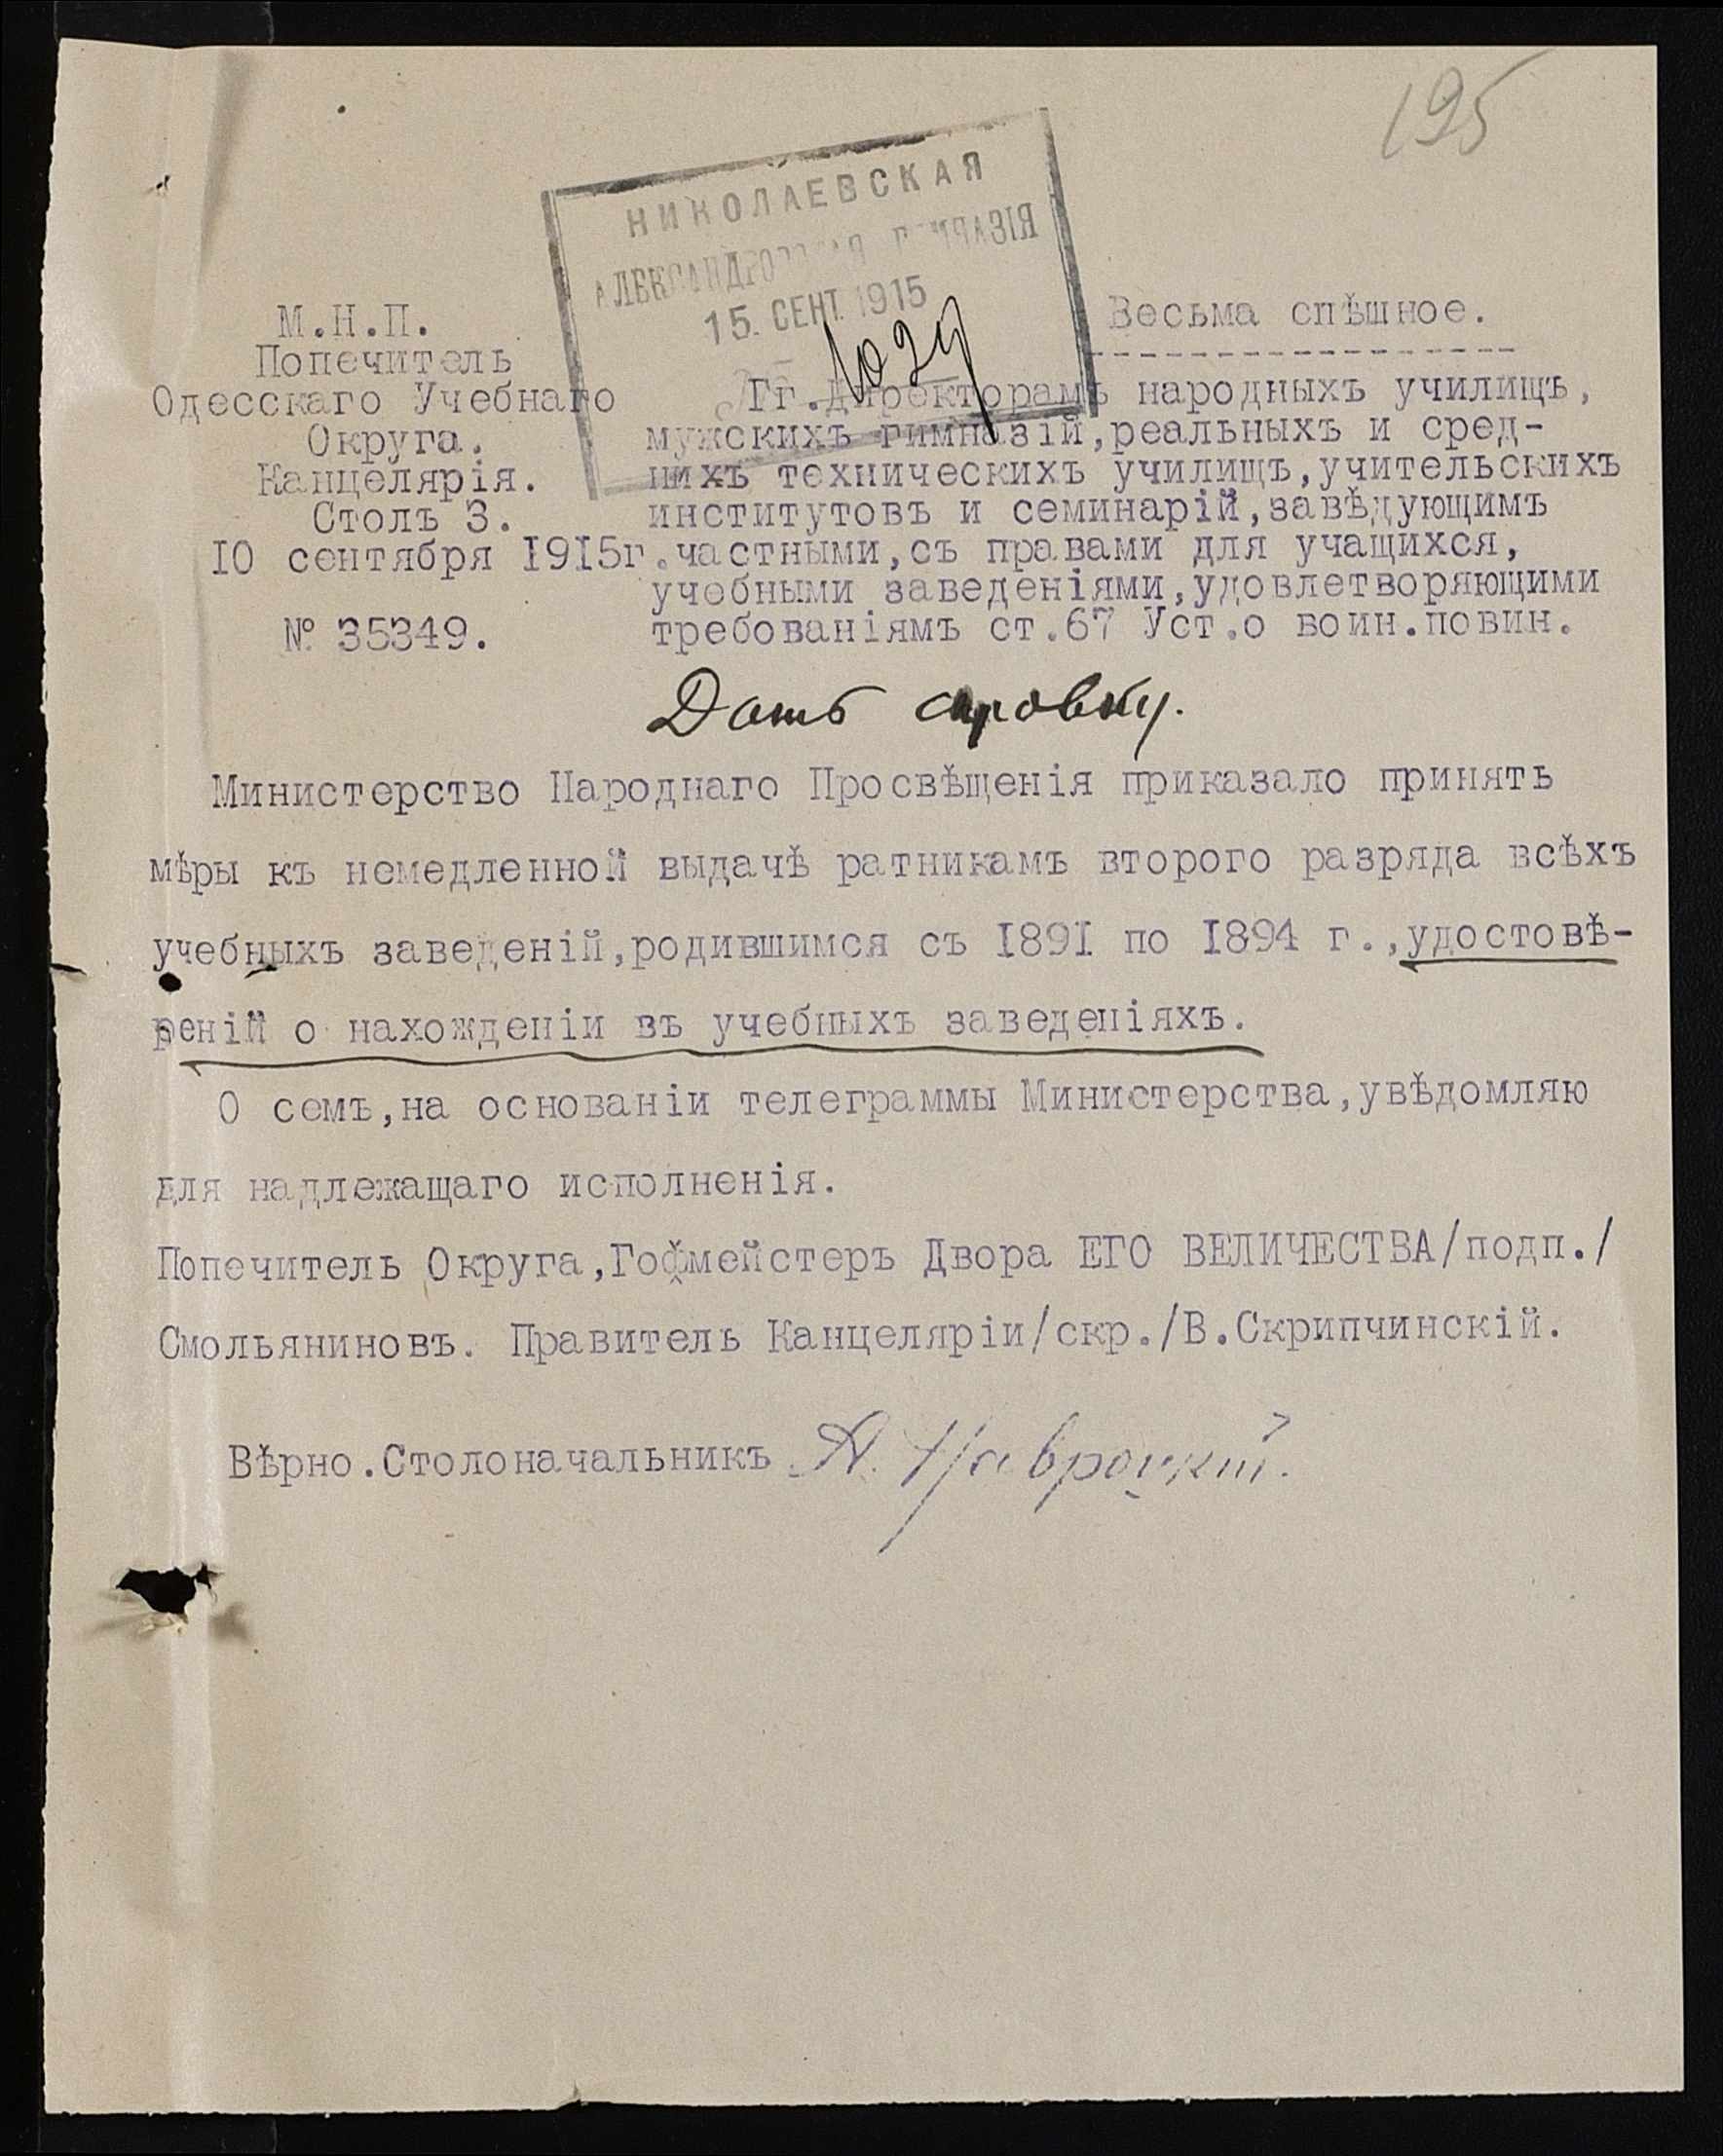 195
НИКОЛАЕВСКАЯ
АЛЕКСАНДРОВСКАЯ ГИМНАЗІЯ
15. СЕНТ. 1915
1029
М.Н.П.
Попечитель
Одесскаго Учебнаго
Округа.
Канцелярія.
Столъ 3.
10 сентября 1915г.
№ 35349.
Весьма спѣшное.
Гг.Директорамъ народныхъ училищъ,
мужскихъ гимназій,реальныхъ и сред-
нихъ техническихъ училищъ,учительскихъ
институтовъ и семинарій,завѣдующимъ
частными,съ правами для учащихся,
учебными заведеніями,удовлетворяющими
требованіямъ ст.67 Уст.о воин.повин.
Дать справку.
Министерство Народнаго Просвѣщенія приказало принять
мѣры къ немедленной выдачѣ ратникамъ второго разряда всѣхъ
учебныхъ заведеній,родившимся съ 1891 по 1894 г.,удостовѣ-
реній о нахожденіи въ учебныхъ заведеніяхъ.
О семъ,на основаніи телеграммы Министерства,увѣдомляю
для надлежащаго исполненія.
Попечитель Округа,Гофмейстеръ Двора ЕГО ВЕЛИЧЕСТВА/подп./
Смольяниновъ. Правитель Канцеляріи/скр./В.Скрипчинскій.
Вѣрно.Столоначальникъ А. Навроцкій.